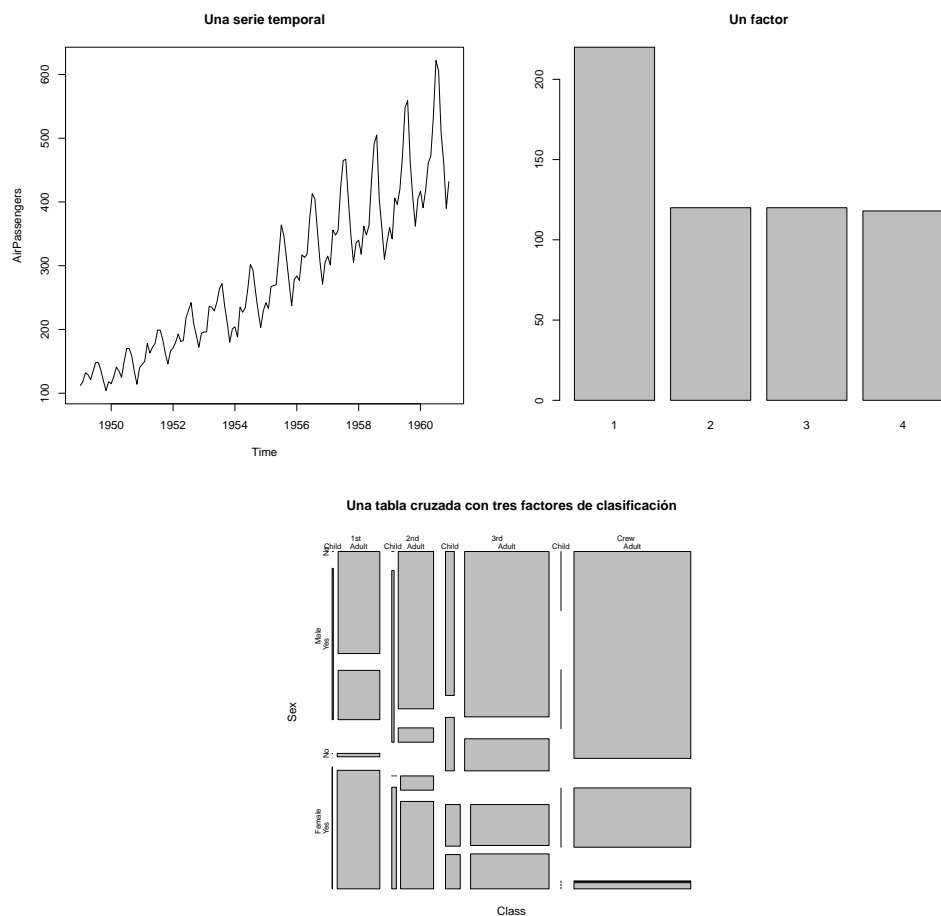 Una serie temporal
AirPassengers
600
500
400
300
200
100
1950 1952 1954 1956 1958 1960
Time
Un factor
200
150
100
50
0
1 2 3 4
Una tabla cruzada con tres factores de clasificación
1st 2nd 3rd Crew
Child Adult Child Adult Child Adult Child Adult
Sex
Male
No
Yes
Female
No
Yes
Class